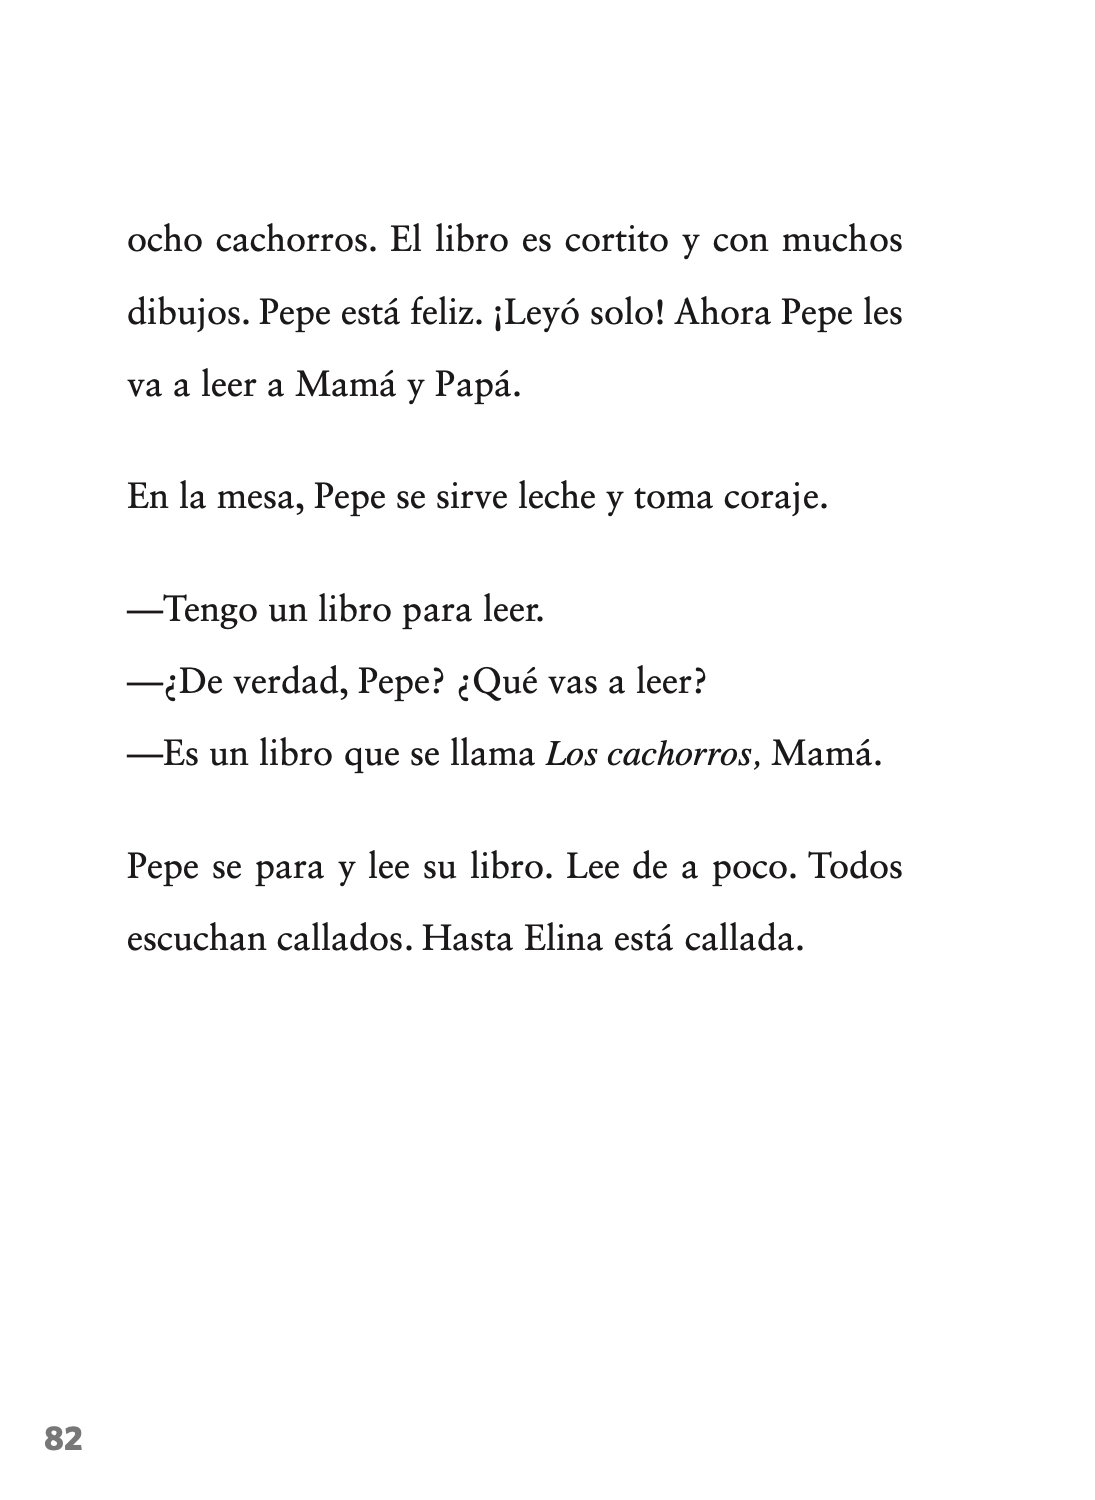 ocho cachorros. El libro es cortito y con muchos
dibujos. Pepe está feliz. ¡Leyó solo! Ahora Pepe les
va a leer a Mamá y Papá.
En la mesa, Pepe se sirve leche y toma coraje.
—Tengo un libro para leer.
—¿De verdad, Pepe? ¿Qué vas a leer?
—Es un libro que se llama Los cachorros, Mamá.
Pepe se para y lee su libro. Lee de a poco. Todos
escuchan callados. Hasta Elina está callada.
82